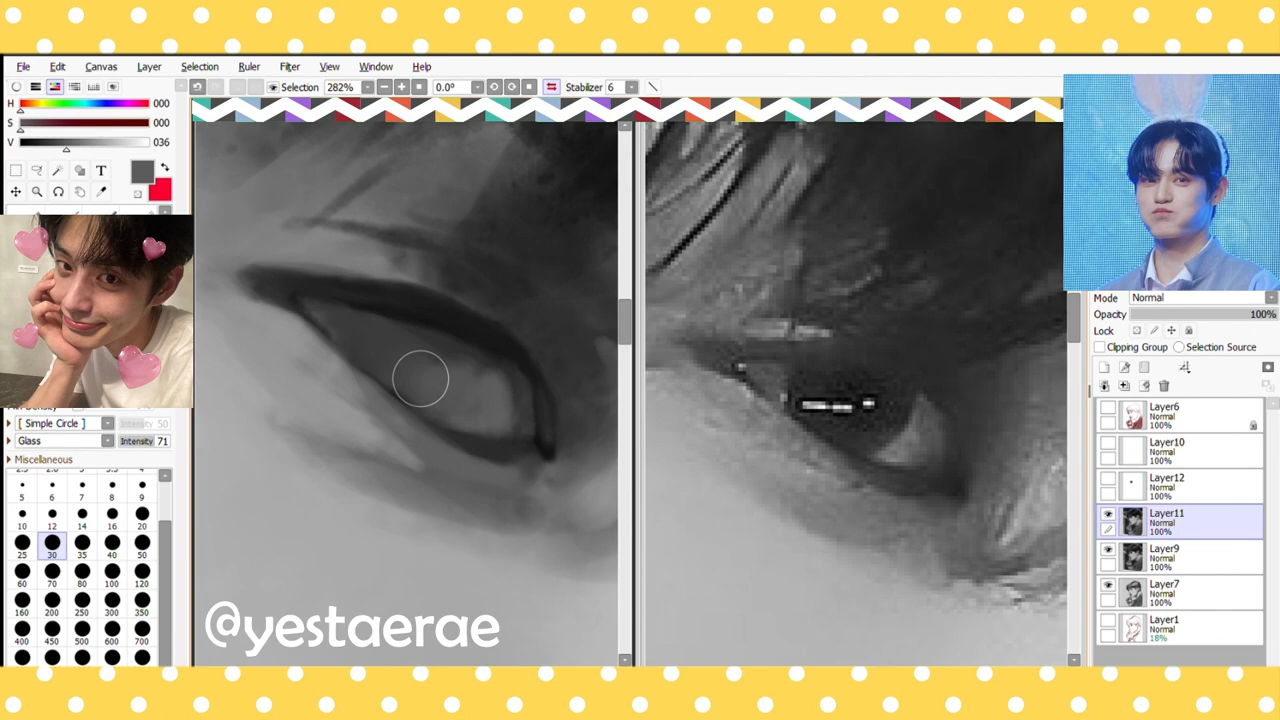 File Edit Canvas Layer Selection Ruler Filter View Window Help
Selection 282% 0.0° Stabilizer 6
H 000
S 000
V 036
T
[ Simple Circle ] Intensity 50
Glass Intensity 71
Miscellaneous
5 6 7 8 9
10 12 14 16 20
25 30 35 40 50
60 70 80 100 120
160 200 250 300 350
400 450 500 600 700
@yestaerae
Mode Normal
Opacity 100%
Lock
Clipping Group Selection Source
Layer6
Normal
100%
Layer10
Normal
100%
Layer12
Normal
100%
Layer11
Normal
100%
Layer9
Normal
100%
Layer7
Normal
100%
Layer1
Normal
18%